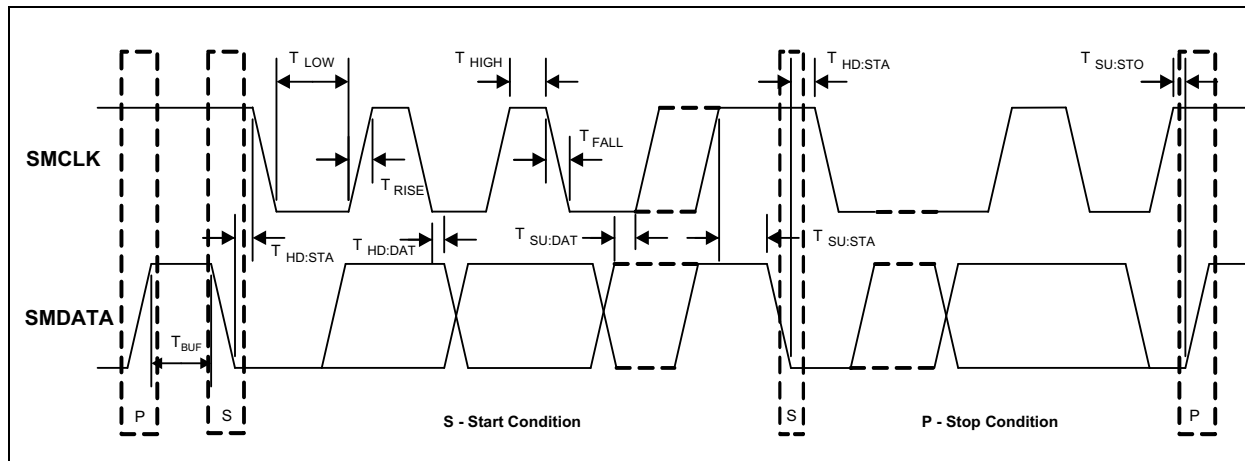 T LOW
T HIGH
T HD:STA
T SU:STO
SMCLK
T FALL
T RISE
T HD:STA
T HD:DAT
T SU:DAT
T SU:STA
SMDATA
T BUF
P
S
S - Start Condition
S
P - Stop Condition
P